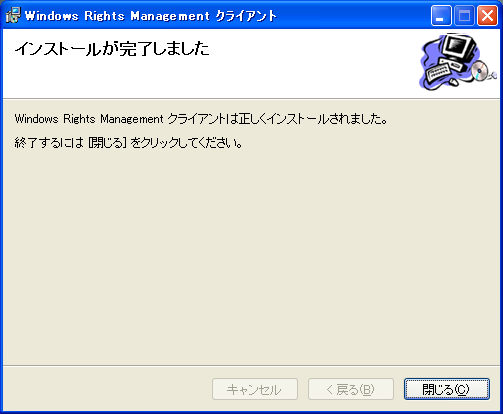 Windows Rights Management クライアント
インストールが完了しました
Windows Rights Management クライアントは正しくインストールされました。
終了するには [閉じる] をクリックしてください。
キャンセル
< 戻る(B)
閉じる(C)